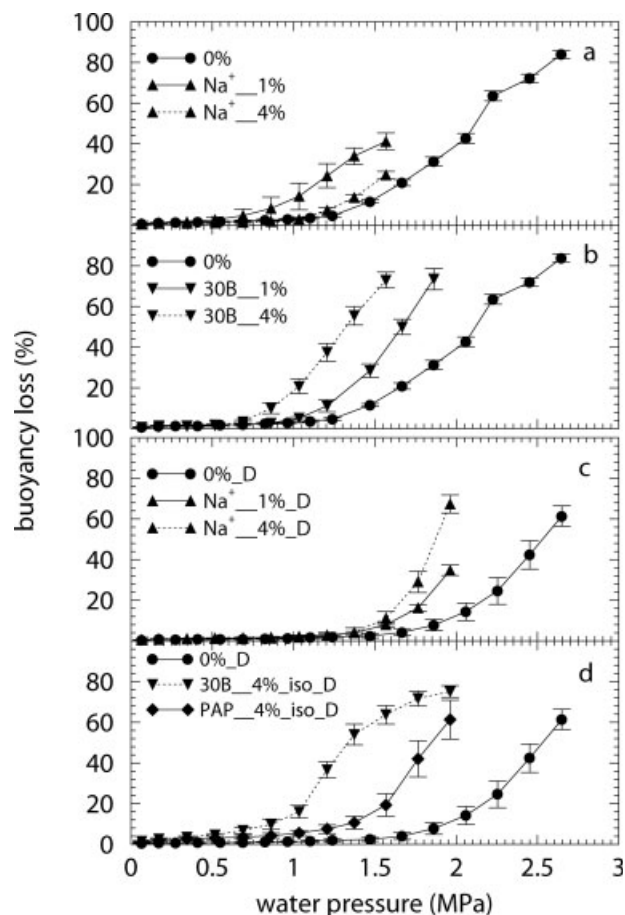 100
80
60
40
20
0%
Na⁺__1%
Na⁺__4%
a
80
60
40
20
0%
30B__1%
30B__4%
b
buoyancy loss (%)
100
80
60
40
20
0%_D
Na⁺__1%_D
Na⁺__4%_D
c
80
60
40
20
0
0%_D
30B__4%_iso_D
PAP__4%_iso_D
d
0 0.5 1 1.5 2 2.5 3
water pressure (MPa)